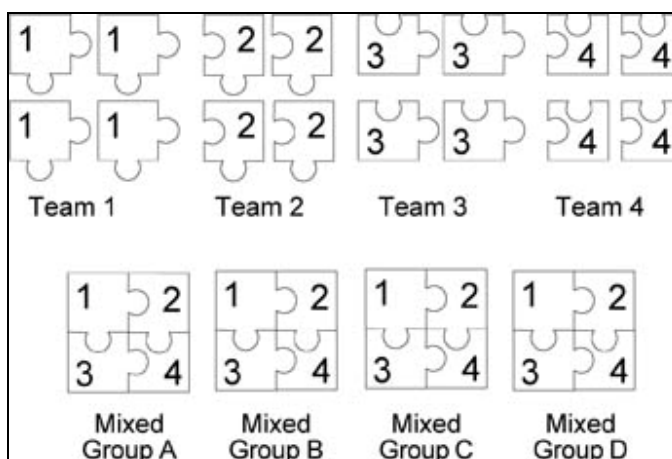 1 1 2 2 3 3 4 4
1 1 2 2 3 3 4 4
Team 1 Team 2 Team 3 Team 4
1 2 1 2 1 2 1 2
3 4 3 4 3 4 3 4
Mixed Mixed Mixed Mixed
Group A Group B Group C Group D